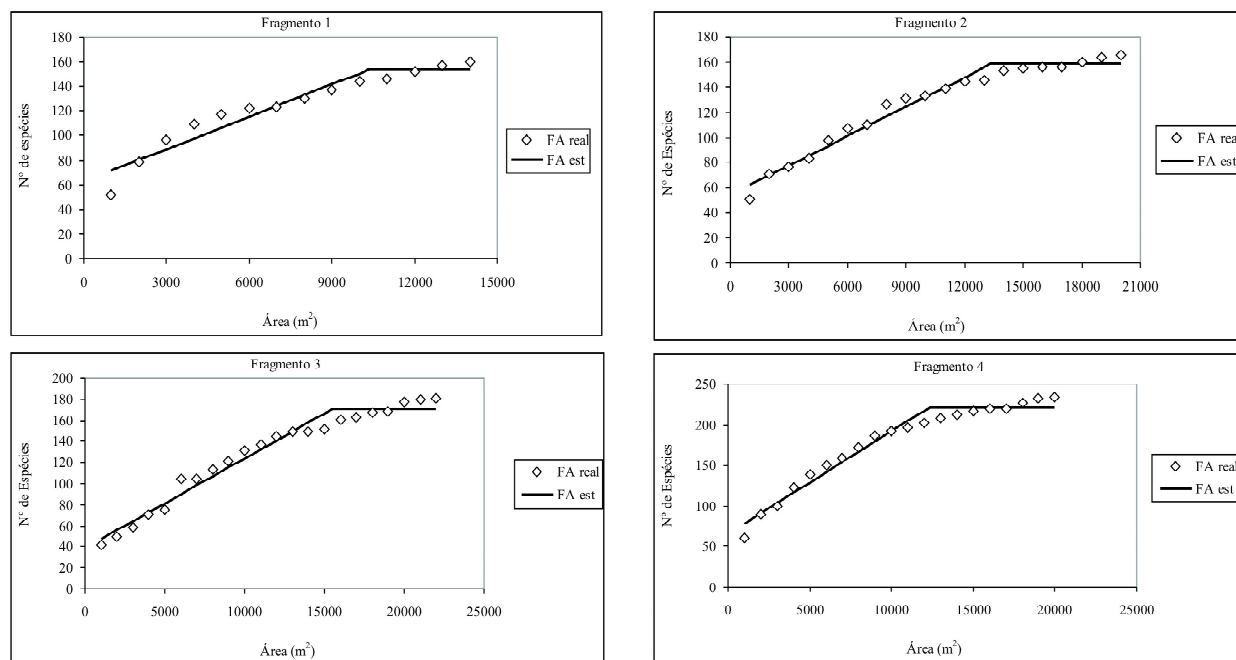 Fragmento 1
180
160
140
120
100
80
60
40
20
0
Nº de espécies
0 3000 6000 9000 12000 15000
Área (m²)
FA real
FA est
Fragmento 2
180
160
140
120
100
80
60
40
20
0
Nº de Espécies
0 3000 6000 9000 12000 15000 18000 21000
Área (m²)
FA real
FA est
Fragmento 3
200
180
160
140
120
100
80
60
40
20
0
Nº de Espécies
0 5000 10000 15000 20000 25000
Área (m²)
FA real
FA est
Fragmento 4
250
200
150
100
50
0
Nº de Espécies
0 5000 10000 15000 20000 25000
Área (m²)
FA real
FA est